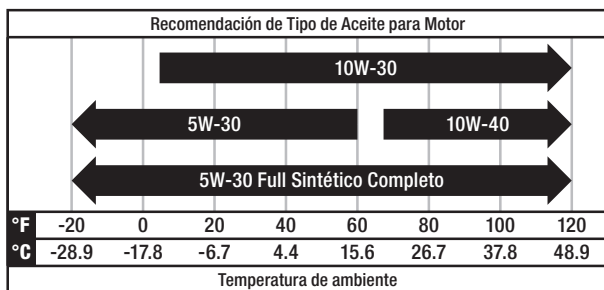 Recomendación de Tipo de Aceite para Motor
10W-30
5W-30 10W-40
5W-30 Full Sintético Completo
°F -20 0 20 40 60 80 100 120
°C -28.9 -17.8 -6.7 4.4 15.6 26.7 37.8 48.9
Temperatura de ambiente